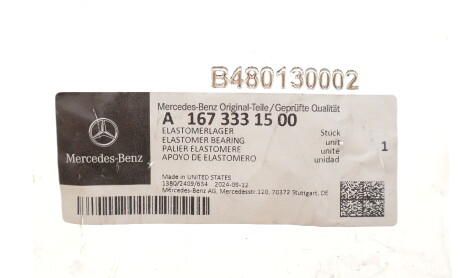 B480130002
Mercedes-Benz Original-Teile/Geprüfte Qualität
A 167 333 15 00
ELASTOMERLAGER Stück
ELASTOMER BEARING unit
PALIER ELASTOMERE unité
APOYO DE ELASTOMERO unidad
1
Mercedes-Benz
Made in UNITED STATES
1380/2409/634 2024-09-12
Mercedes-Benz AG, Mercedesstr.120, 70372 Stuttgart, DE